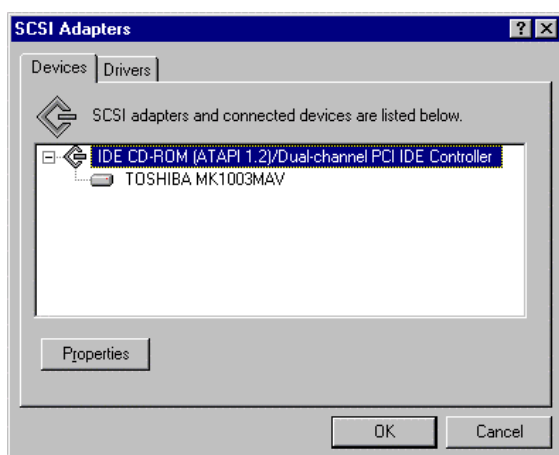 SCSI Adapters
Devices
Drivers
SCSI adapters and connected devices are listed below.
IDE CD-ROM (ATAPI 1.2)/Dual-channel PCI IDE Controller
TOSHIBA MK1003MAV
Properties
OK
Cancel